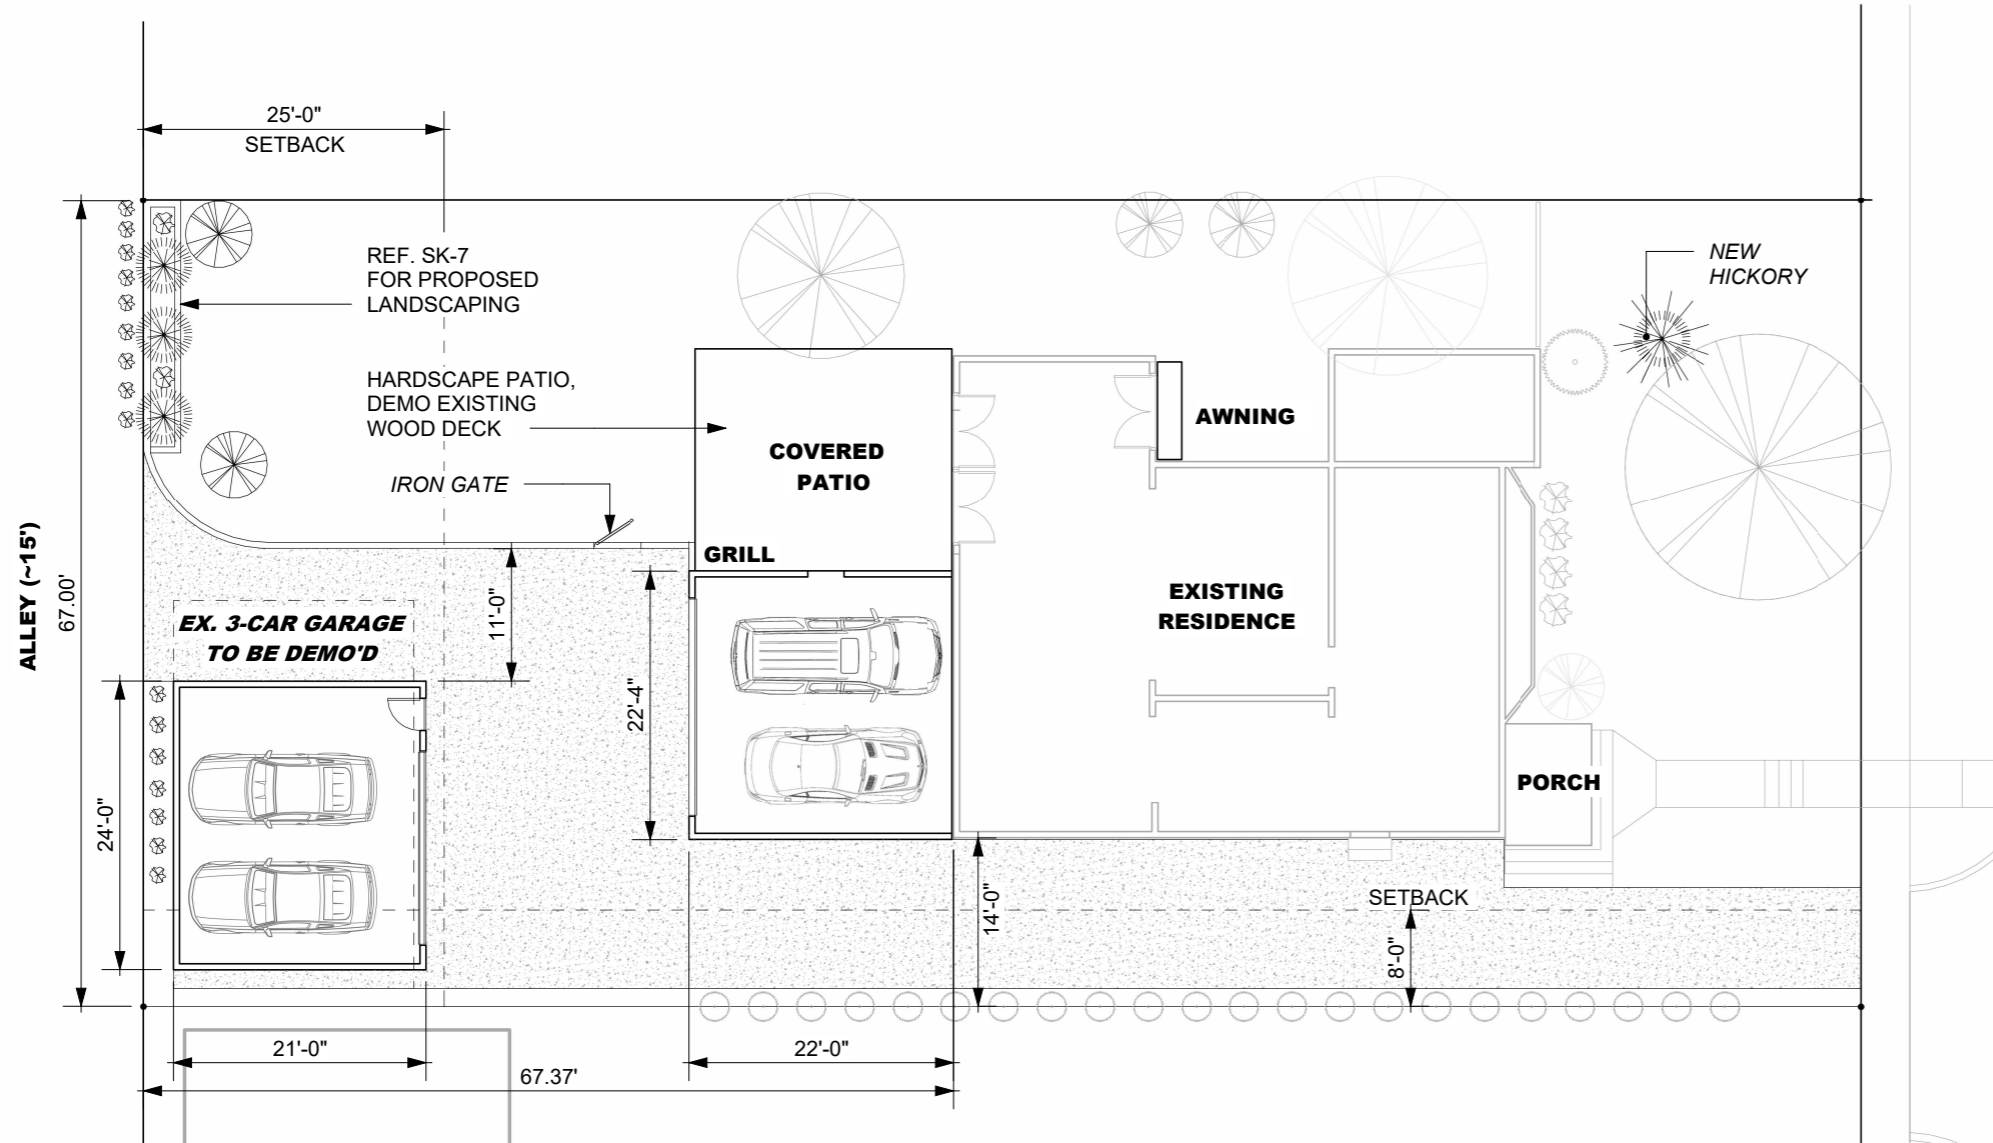 25'-0"
SETBACK
REF. SK-7
FOR PROPOSED
LANDSCAPING
NEW
HICKORY
HARDSCAPE PATIO,
DEMO EXISTING
WOOD DECK
AWNING
COVERED
PATIO
IRON GATE
GRILL
ALLEY (~15')
67.00'
EX. 3-CAR GARAGE
TO BE DEMO'D
11'-0"
EXISTING
RESIDENCE
22'-4"
PORCH
24'-0"
14'-0"
SETBACK
8'-0"
21'-0"
22'-0"
67.37'